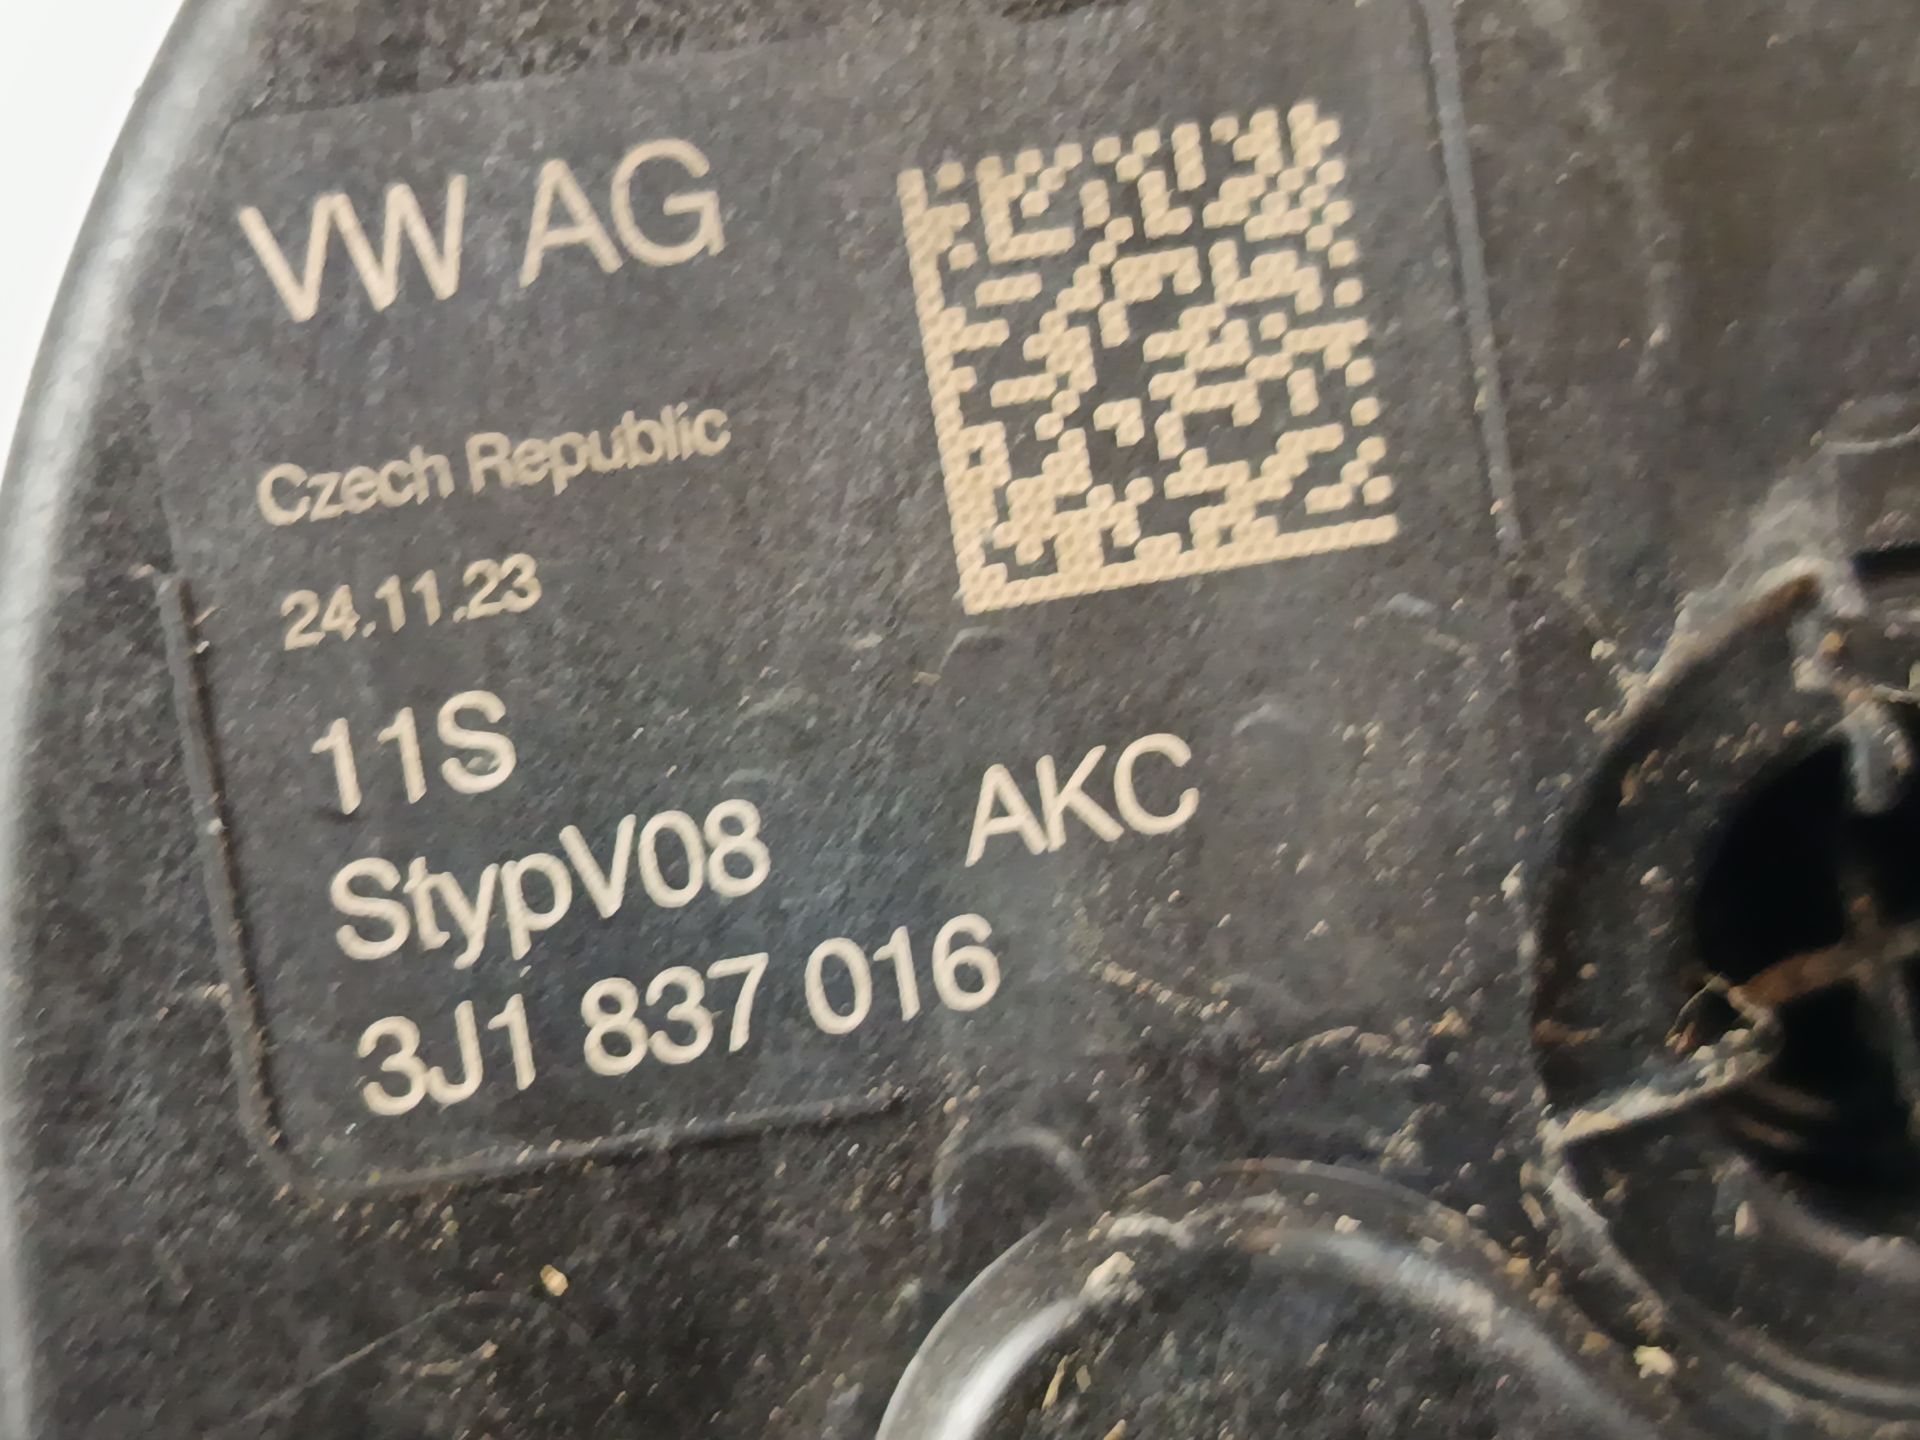 VW AG
Czech Republic
24.11.23
11S
StypV08 AKC
3J1 837 016